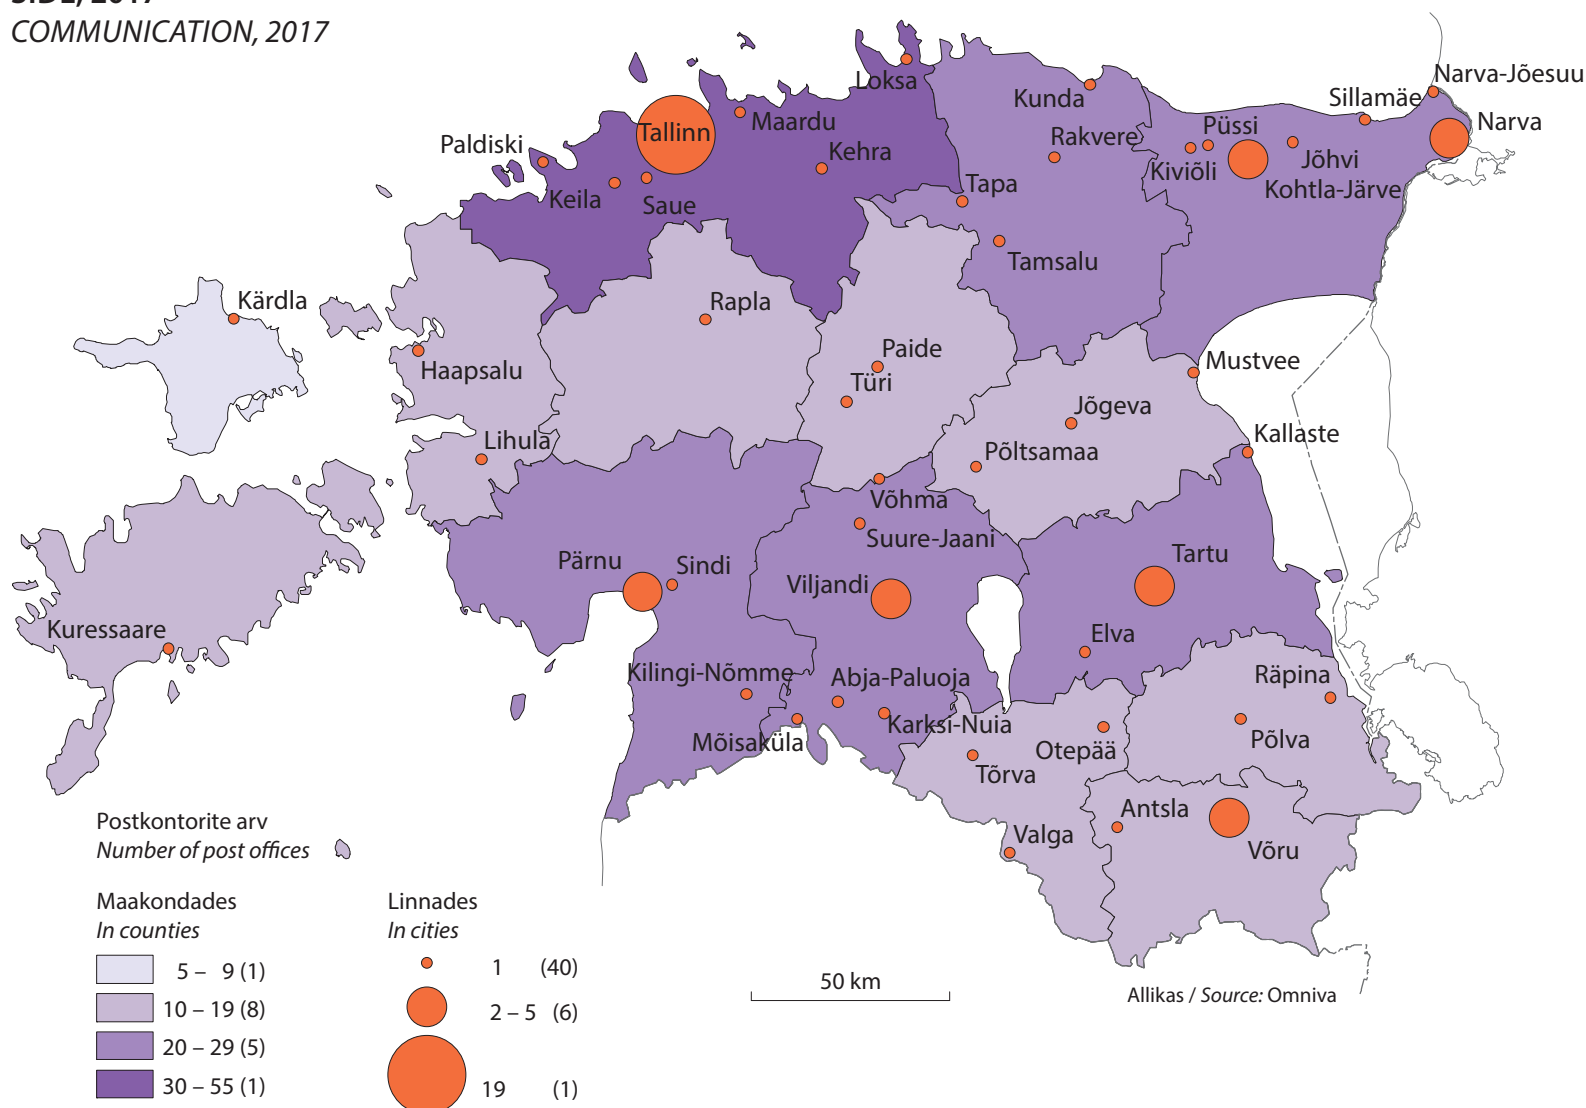 SIDE, 2017
COMMUNICATION, 2017
Loksa
Narva-Jõesuu
Kunda
Sillamäe
Tallinn
Maardu
Püssi
Narva
Paldiski
Rakvere
Kehra
Jõhvi
Kiviõli
Keila
Saue
Tapa
Kohtla-Järve
Tamsalu
Kärdla
Rapla
Paide
Mustvee
Haapsalu
Türi
Jõgeva
Lihula
Kallaste
Põltsamaa
Võhma
Suure-Jaani
Pärnu
Sindi
Tartu
Viljandi
Kuressaare
Elva
Kilingi-Nõmme
Abja-Paluoja
Räpina
Karksi-Nuia
Mõisaküla
Otepää
Põlva
Tõrva
Antsla
Valga
Võru
Postkontorite arv
Number of post offices
Maakondades
In counties
5 – 9 (1)
10 – 19 (8)
20 – 29 (5)
30 – 55 (1)
Linnades
In cities
1 (40)
2 – 5 (6)
19 (1)
50 km
Allikas / Source: Omniva